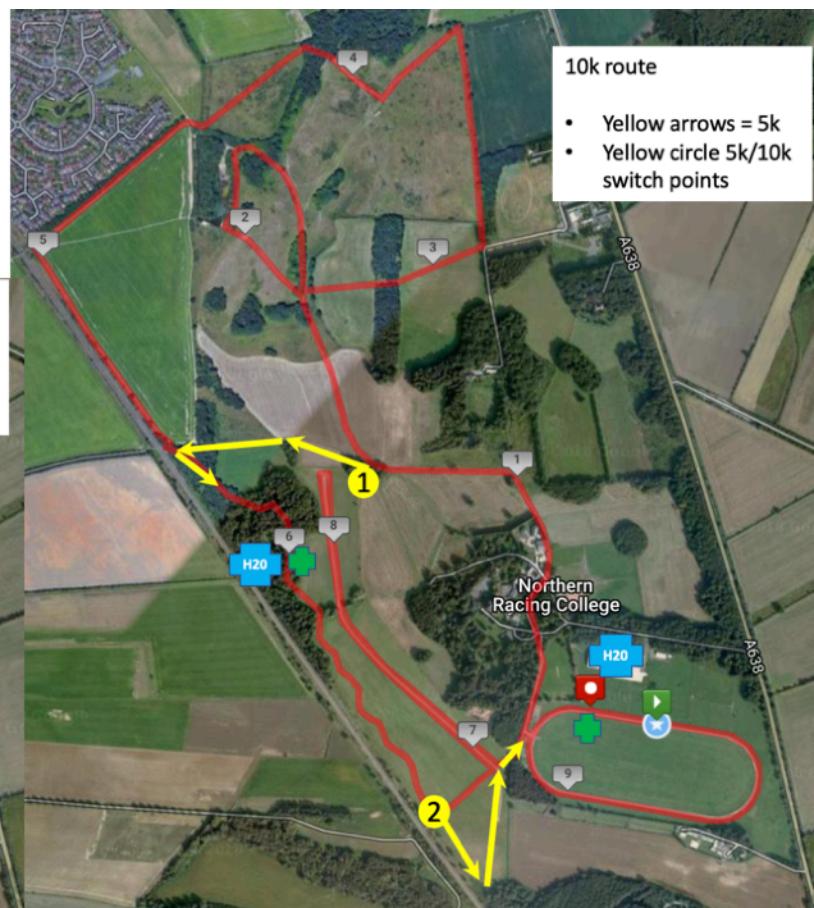 10k route
• Yellow arrows = 5k
• Yellow circle 5k/10k
switch points
4
5
2
3
A638
1
1
8
6
H20
Northern
Racing College
H20
A638
7
9
2